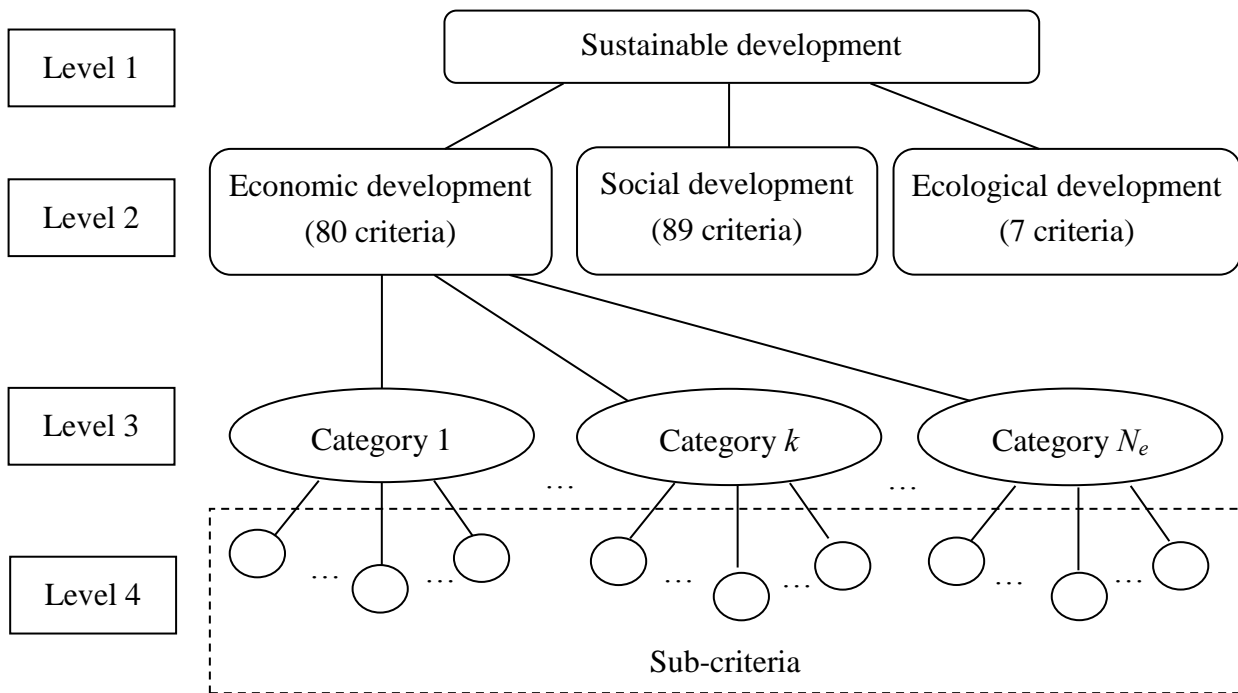 Level 1
Sustainable development
Level 2
Economic development
(80 criteria)
Social development
(89 criteria)
Ecological development
(7 criteria)
Level 3
Category 1
Category k
Category Nₑ
…
…
Level 4
…
…
…
…
…
…
Sub-criteria